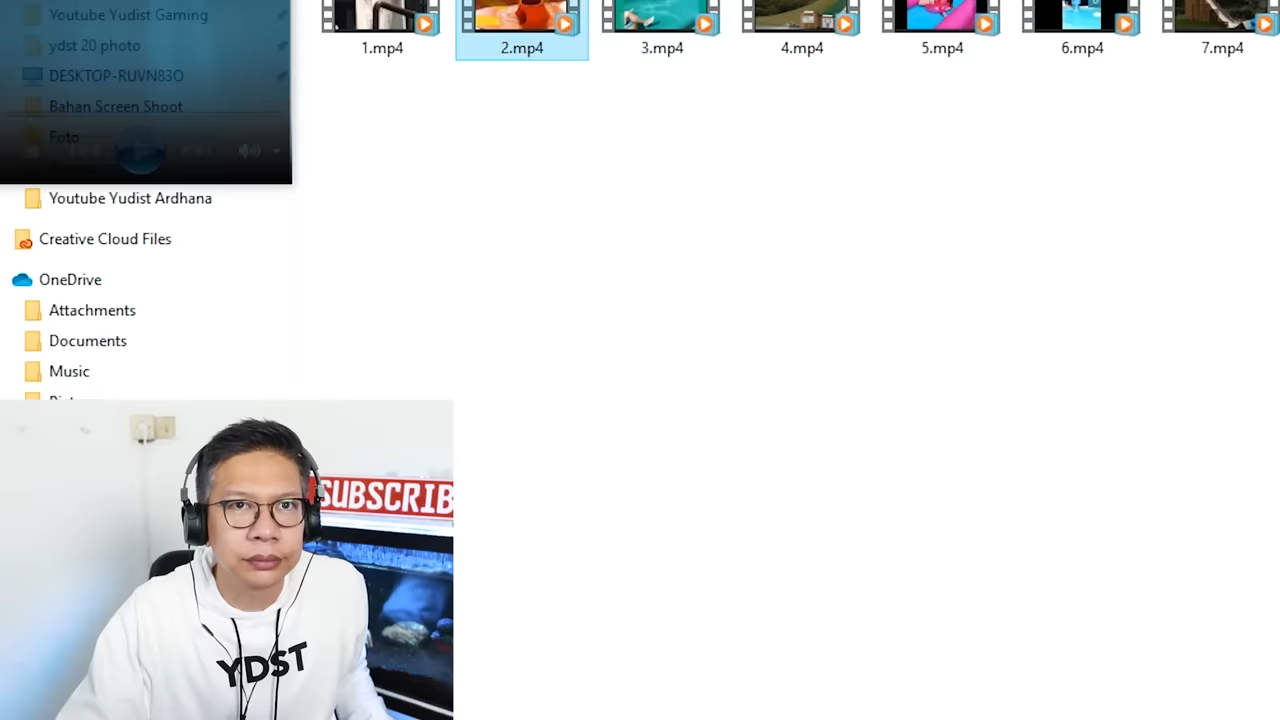 Youtube Yudist Gaming
ydst 20 photo
DESKTOP-RUVN83O
Bahan Screen Shoot
Foto
Youtube Yudist Ardhana
Creative Cloud Files
OneDrive
Attachments
Documents
Music
1.mp4
2.mp4
3.mp4
4.mp4
5.mp4
6.mp4
7.mp4
SUBSCRIB
YDST